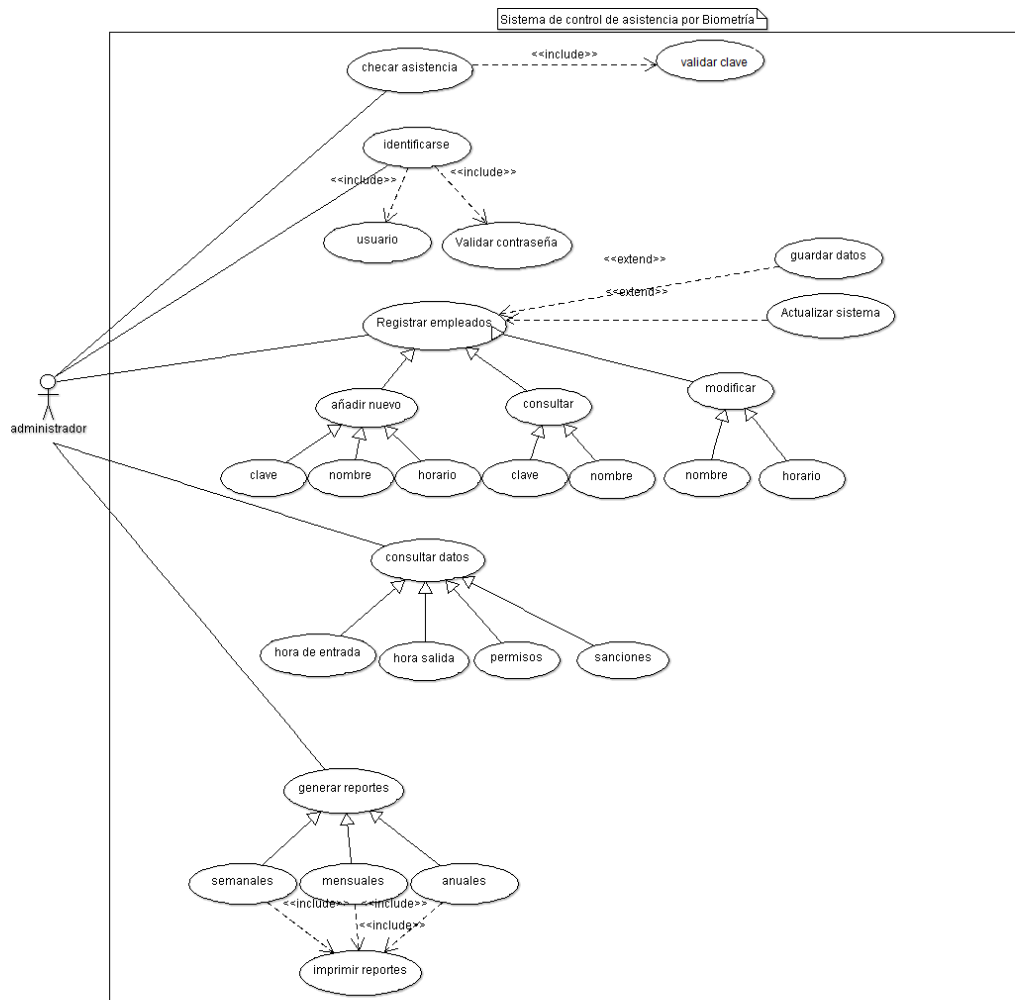 Sistema de control de asistencia por Biometría
checar asistencia
<<include>>
validar clave
identificarse
<<include>>
<<include>>
usuario
Validar contraseña
<<extend>>
guardar datos
<<extend>>
Actualizar sistema
Registrar empleados
administrador
añadir nuevo
consultar
modificar
clave
nombre
horario
clave
nombre
nombre
horario
consultar datos
hora de entrada
hora salida
permisos
sanciones
generar reportes
semanales
mensuales
anuales
<<include>>
<<include>>
<<include>>
imprimir reportes